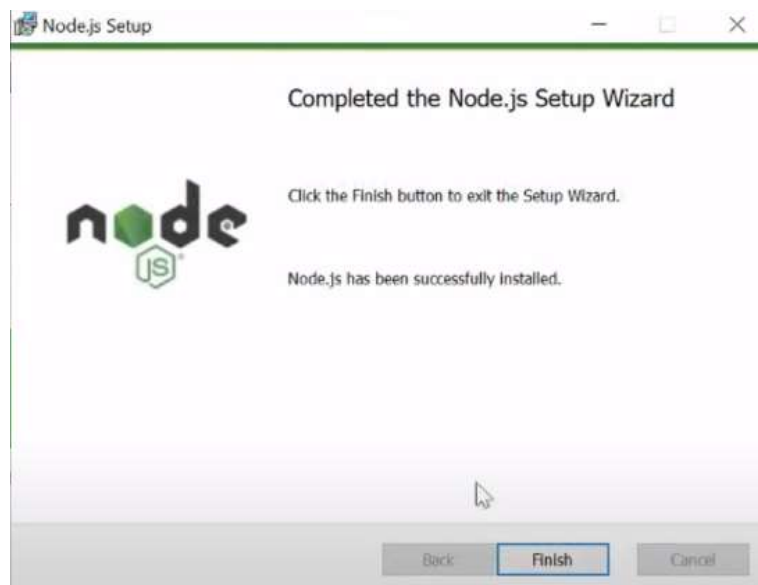 Node.js Setup
Completed the Node.js Setup Wizard
Click the Finish button to exit the Setup Wizard.
node
JS
Node.js has been successfully installed.
Back
Finish
Cancel